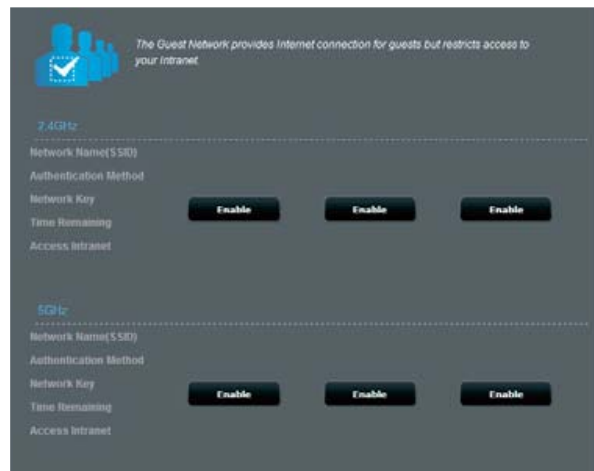 The Guest Network provides Internet connection for guests but restricts access to
your Intranet.
2.4GHz
Network Name(SSID)
Authentication Method
Network Key
Enable Enable Enable
Time Remaining
Access Intranet
5GHz
Network Name(SSID)
Authentication Method
Network Key
Enable Enable Enable
Time Remaining
Access Intranet